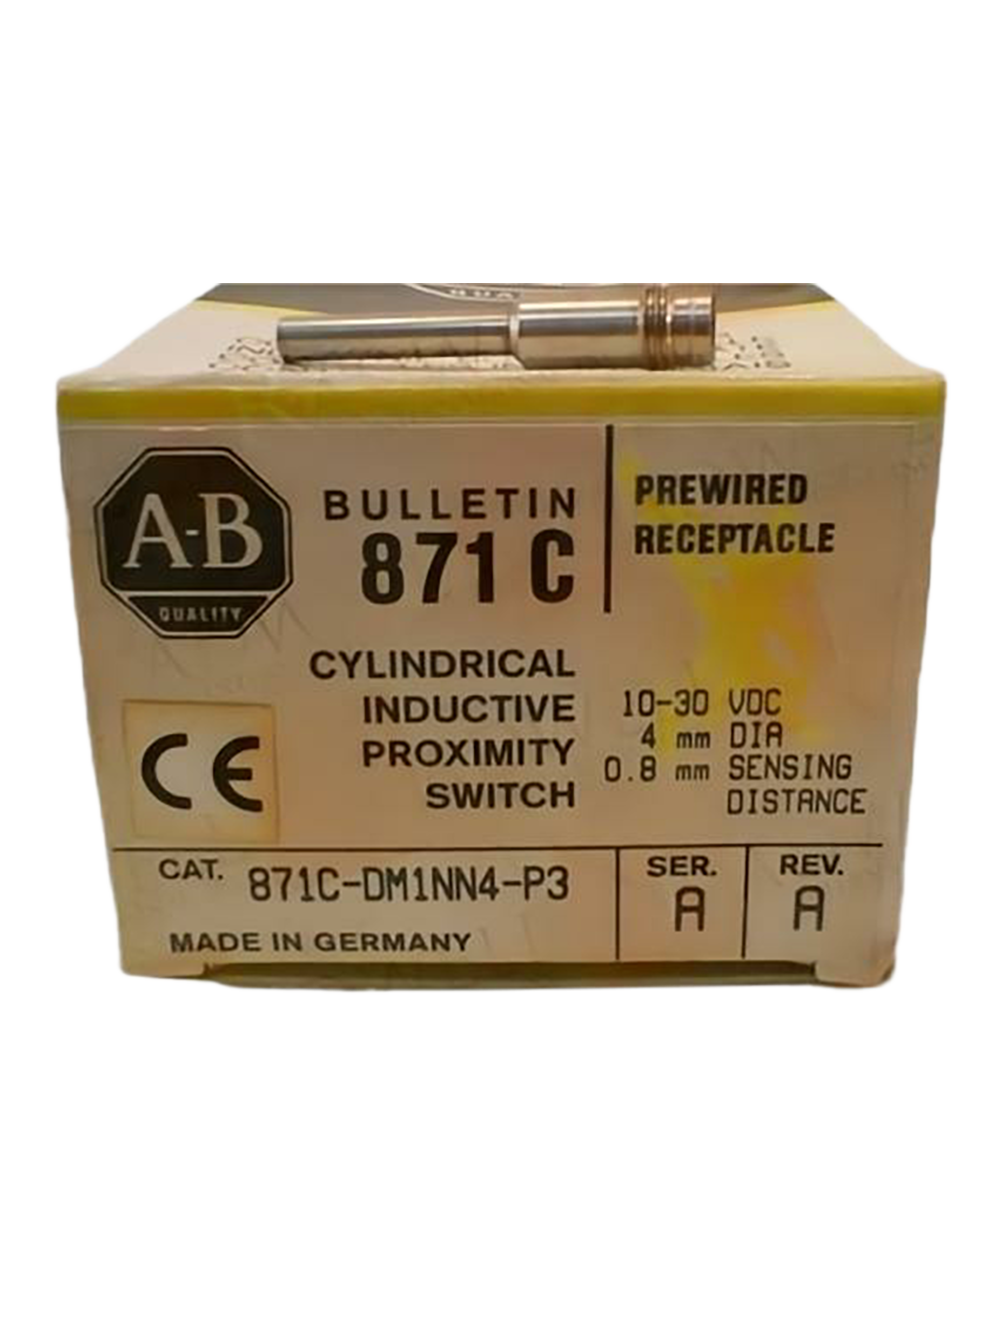 A-B
QUALITY
BULLETIN
871 C
PREWIRED
RECEPTACLE
CYLINDRICAL
INDUCTIVE
PROXIMITY
SWITCH
10-30 VDC
4 mm DIA
0.8 mm SENSING
DISTANCE
CE
CAT. 871C-DM1NN4-P3
MADE IN GERMANY
SER.
A
REV.
A